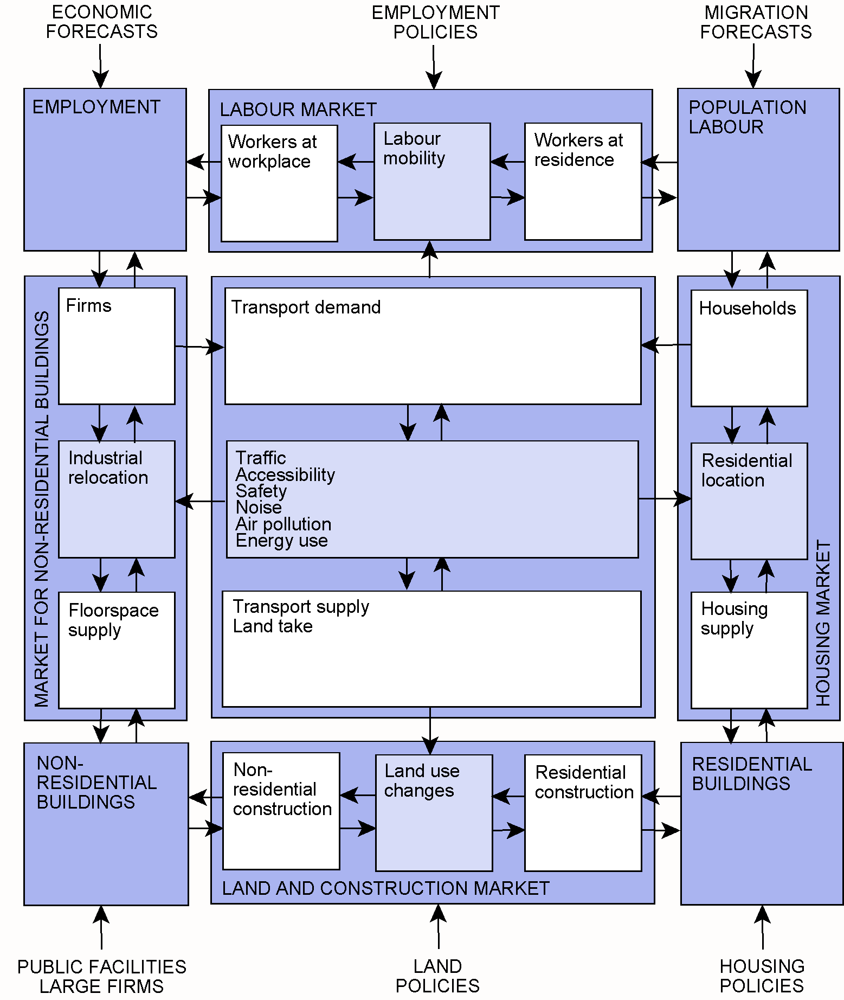 ECONOMIC
FORECASTS
EMPLOYMENT
POLICIES
MIGRATION
FORECASTS
EMPLOYMENT
LABOUR MARKET
Workers at
workplace
Labour
mobility
Workers at
residence
POPULATION
LABOUR
MARKET FOR NON-RESIDENTIAL BUILDINGS
Firms
Industrial
relocation
Floorspace
supply
Transport demand
Traffic
Accessibility
Safety
Noise
Air pollution
Energy use
Transport supply
Land take
Households
Residential
location
Housing
supply
HOUSING MARKET
NON-
RESIDENTIAL
BUILDINGS
Non-
residential
construction
Land use
changes
Residential
construction
LAND AND CONSTRUCTION MARKET
RESIDENTIAL
BUILDINGS
PUBLIC FACILITIES
LARGE FIRMS
LAND
POLICIES
HOUSING
POLICIES